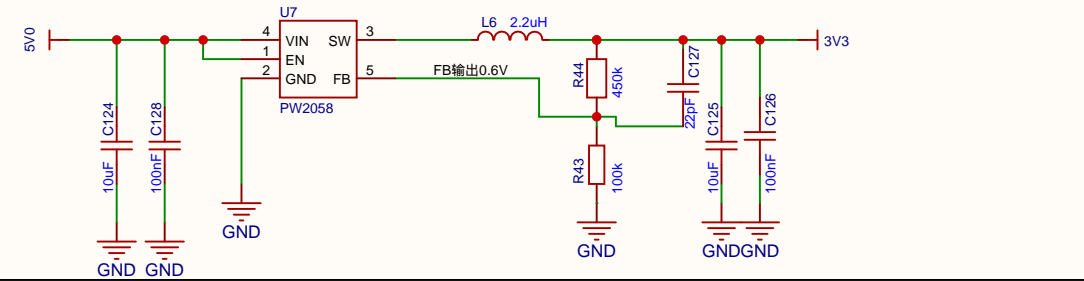 U7
L6 2.2uH
5V0
4 VIN SW 3
3V3
1 EN
2 GND FB 5
FB输出0.6V
PW2058
R44 450k
C127 22pF
C124 10uF
C128 100nF
R43 100k
C125 10uF
C126 100nF
GND
GND
GND
GND
GND
GND